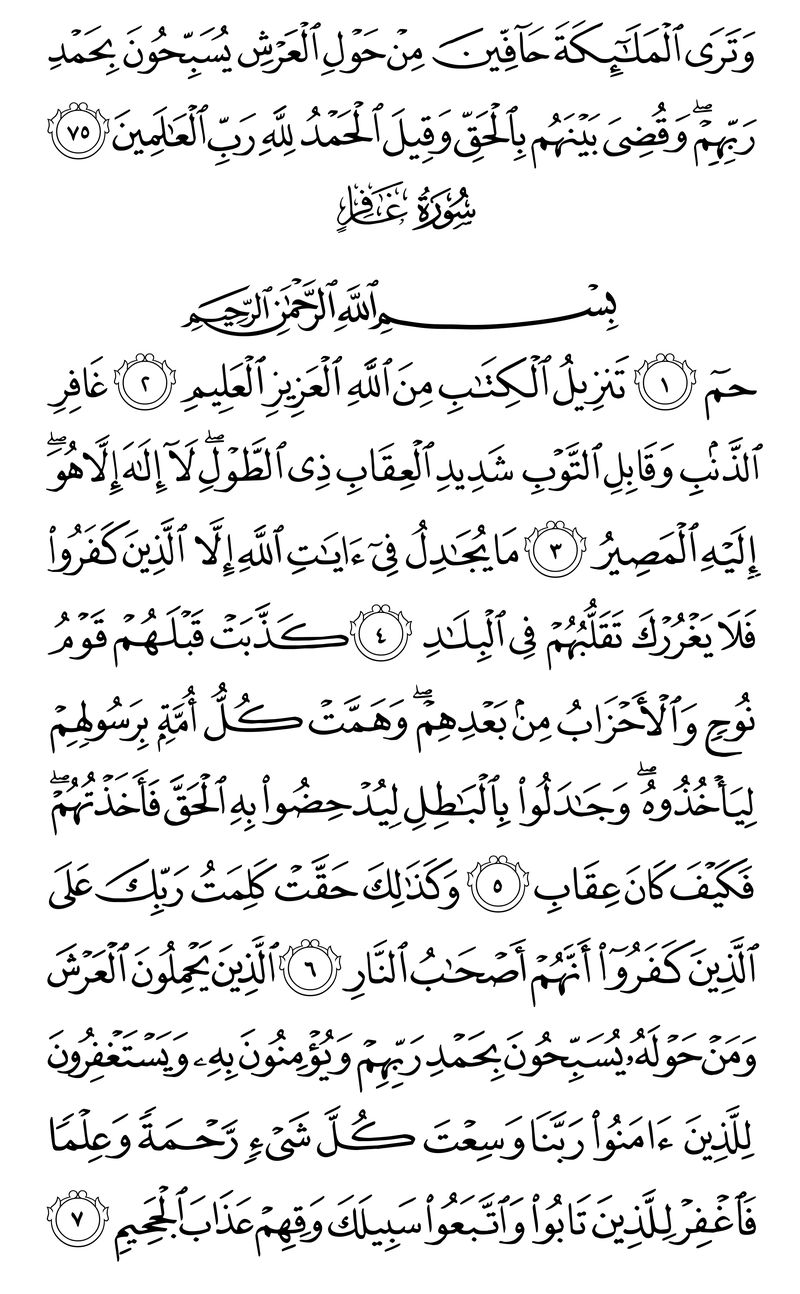 وَتَرَى ٱلۡمَلَـٰٓئِكَةَ حَآفِّينَ مِنۡ حَوۡلِ ٱلۡعَرۡشِ يُسَبِّحُونَ بِحَمۡدِ
رَبِّهِمۡۖ وَقُضِىَ بَيۡنَهُم بِٱلۡحَقِّ وَقِيلَ ٱلۡحَمۡدُ لِلَّهِ رَبِّ ٱلۡعَـٰلَمِينَ ٧٥
سُورَةُ غَافِرٍ
بِسۡمِ ٱللَّهِ ٱلرَّحۡمَـٰنِ ٱلرَّحِيمِ
حمٓ ١ تَنزِيلُ ٱلۡكِتَـٰبِ مِنَ ٱللَّهِ ٱلۡعَزِيزِ ٱلۡعَلِيمِ ٢ غَافِرِ
ٱلذَّنۢبِ وَقَابِلِ ٱلتَّوۡبِ شَدِيدِ ٱلۡعِقَابِ ذِى ٱلطَّوۡلِۖ لَآ إِلَـٰهَ إِلَّا هُوَۖ
إِلَيۡهِ ٱلۡمَصِيرُ ٣ مَا يُجَـٰدِلُ فِىٓ ءَايَـٰتِ ٱللَّهِ إِلَّا ٱلَّذِينَ كَفَرُوا۟
فَلَا يَغۡرُرۡكَ تَقَلُّبُهُمۡ فِى ٱلۡبِلَـٰدِ ٤ كَذَّبَتۡ قَبۡلَهُمۡ قَوۡمُ
نُوحٍ وَٱلۡأَحۡزَابُ مِنۢ بَعۡدِهِمۡۖ وَهَمَّتۡ كُلُّ أُمَّةِۭ بِرَسُولِهِمۡ
لِيَأۡخُذُوهُۖ وَجَـٰدَلُوا۟ بِٱلۡبَـٰطِلِ لِيُدۡحِضُوا۟ بِهِ ٱلۡحَقَّ فَأَخَذۡتُهُمۡۖ
فَكَيۡفَ كَانَ عِقَابِ ٥ وَكَذَٰلِكَ حَقَّتۡ كَلِمَتُ رَبِّكَ عَلَى
ٱلَّذِينَ كَفَرُوٓا۟ أَنَّهُمۡ أَصۡحَـٰبُ ٱلنَّارِ ٦ ٱلَّذِينَ يَحۡمِلُونَ ٱلۡعَرۡشَ
وَمَنۡ حَوۡلَهُۥ يُسَبِّحُونَ بِحَمۡدِ رَبِّهِمۡ وَيُؤۡمِنُونَ بِهِۦ وَيَسۡتَغۡفِرُونَ
لِلَّذِينَ ءَامَنُوا۟ رَبَّنَا وَسِعۡتَ كُلَّ شَىۡءٍ رَّحۡمَةً وَعِلۡمًا
فَٱغۡفِرۡ لِلَّذِينَ تَابُوا۟ وَٱتَّبَعُوا۟ سَبِيلَكَ وَقِهِمۡ عَذَابَ ٱلۡجَحِيمِ ٧